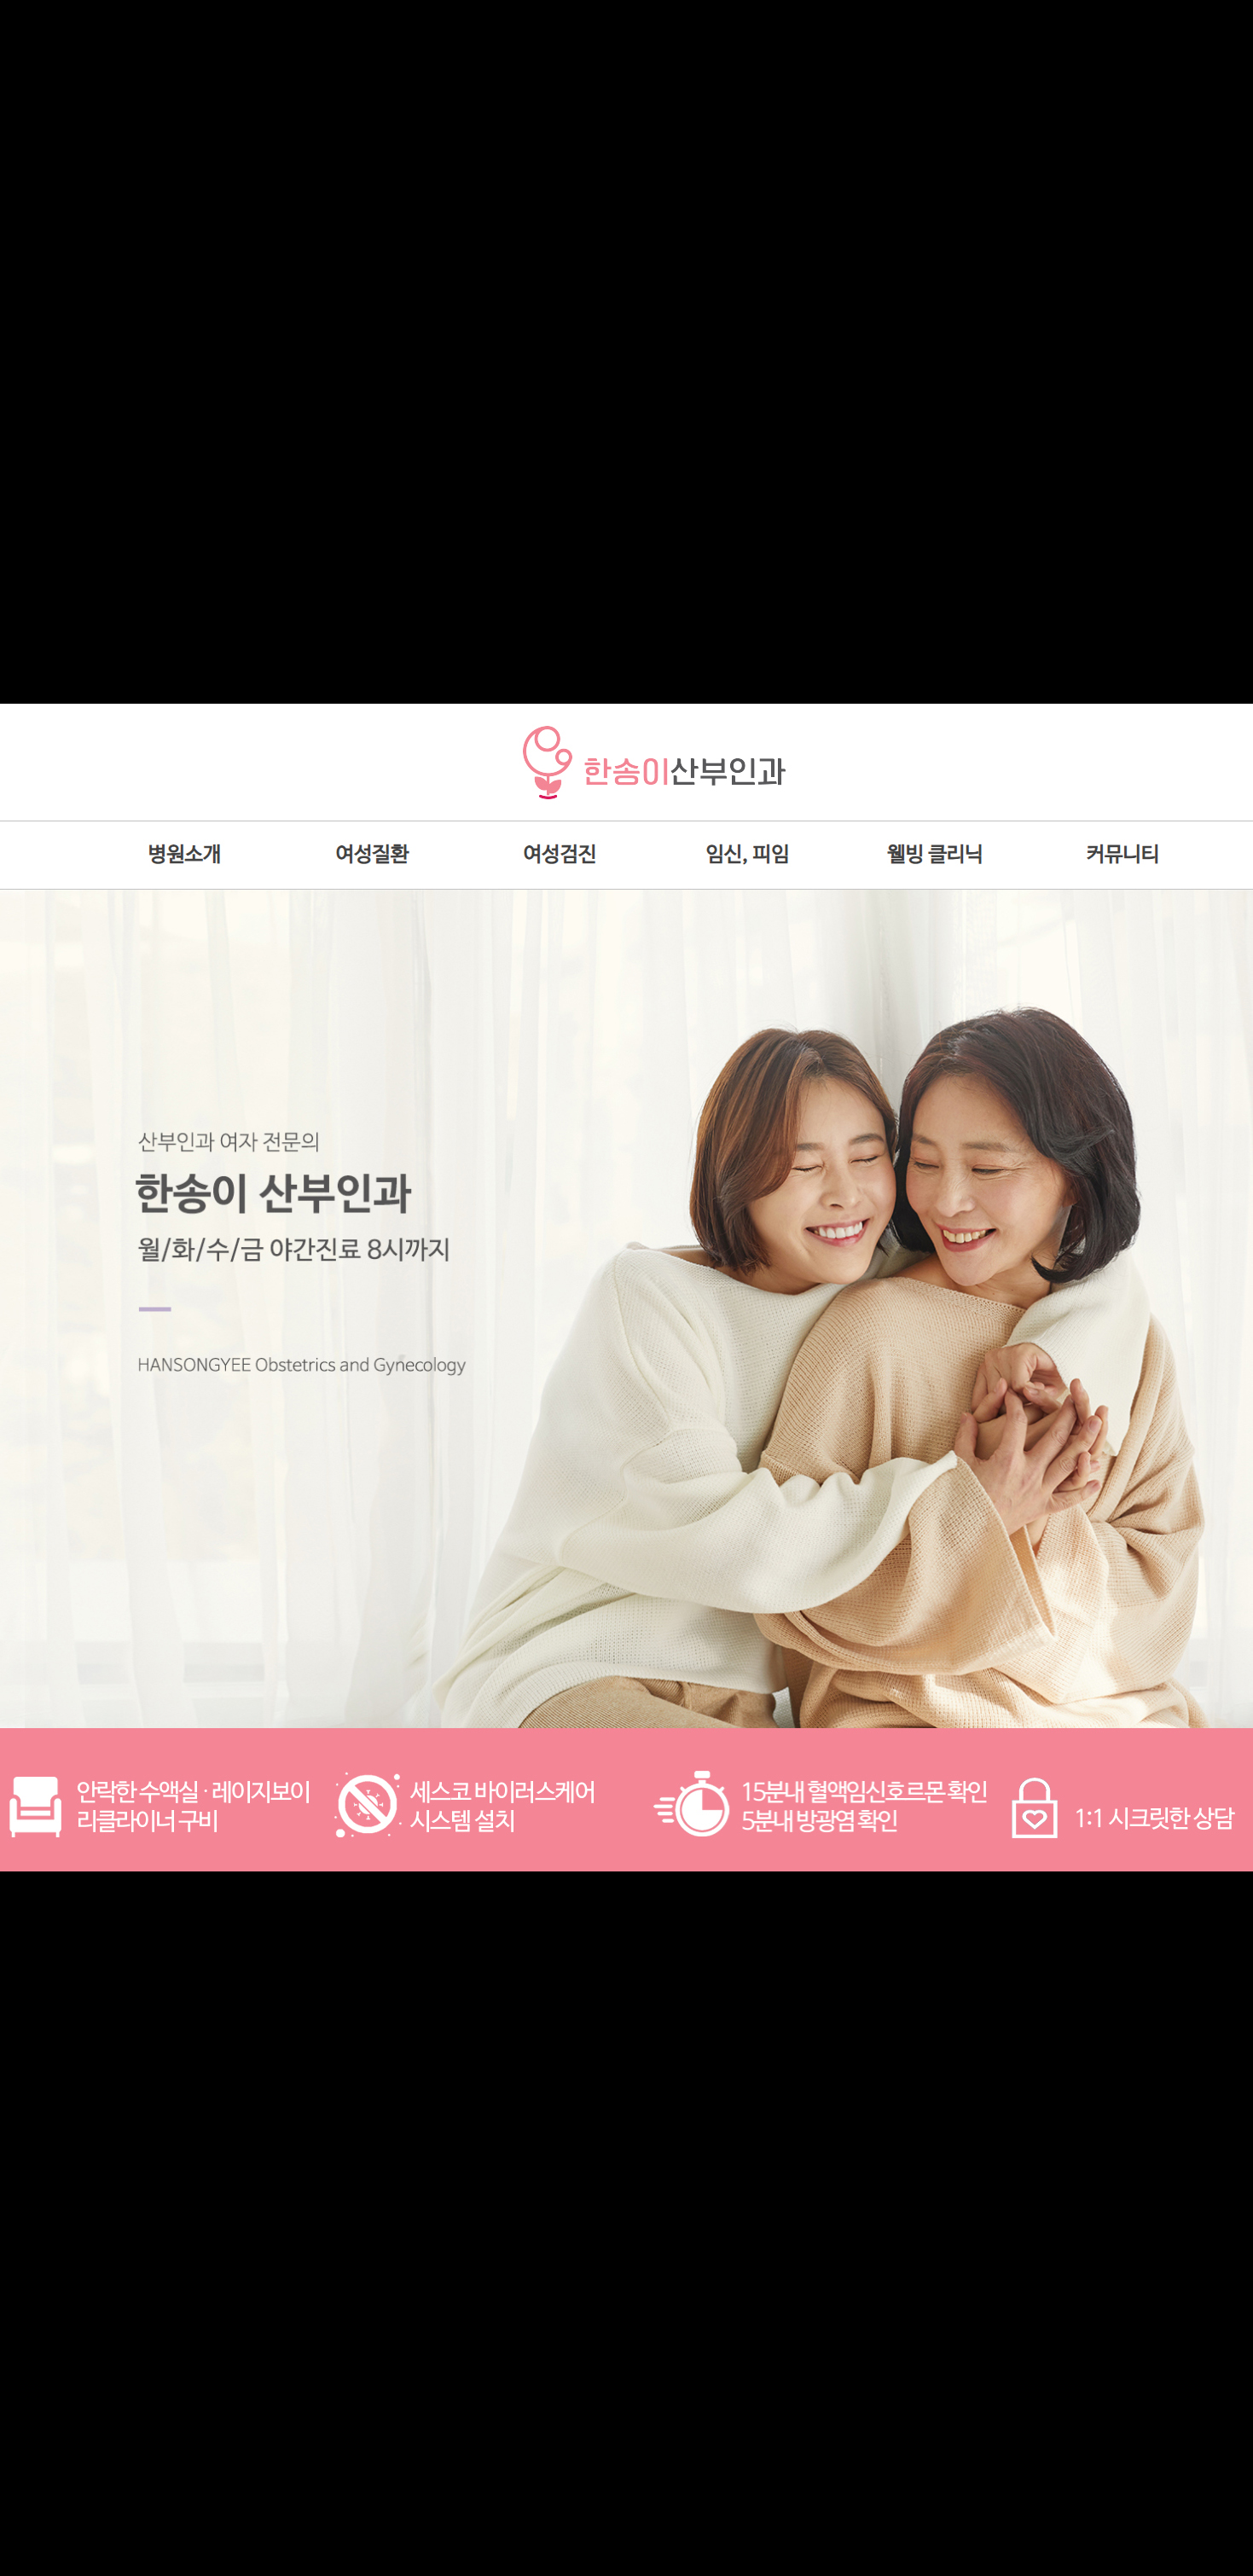 한송이산부인과
병원소개 여성질환 여성검진 임신, 피임 웰빙 클리닉 커뮤니티
산부인과 여자 전문의
한송이 산부인과
월/화/수/금 야간진료 8시까지
HANSONGYEE Obstetrics and Gynecology
안락한 수액실 · 레이지보이
리클라이너 구비
세스코 바이러스케어
시스템 설치
15분내 혈액임신호르몬 확인
5분내 방광염 확인
1:1 시크릿한 상담